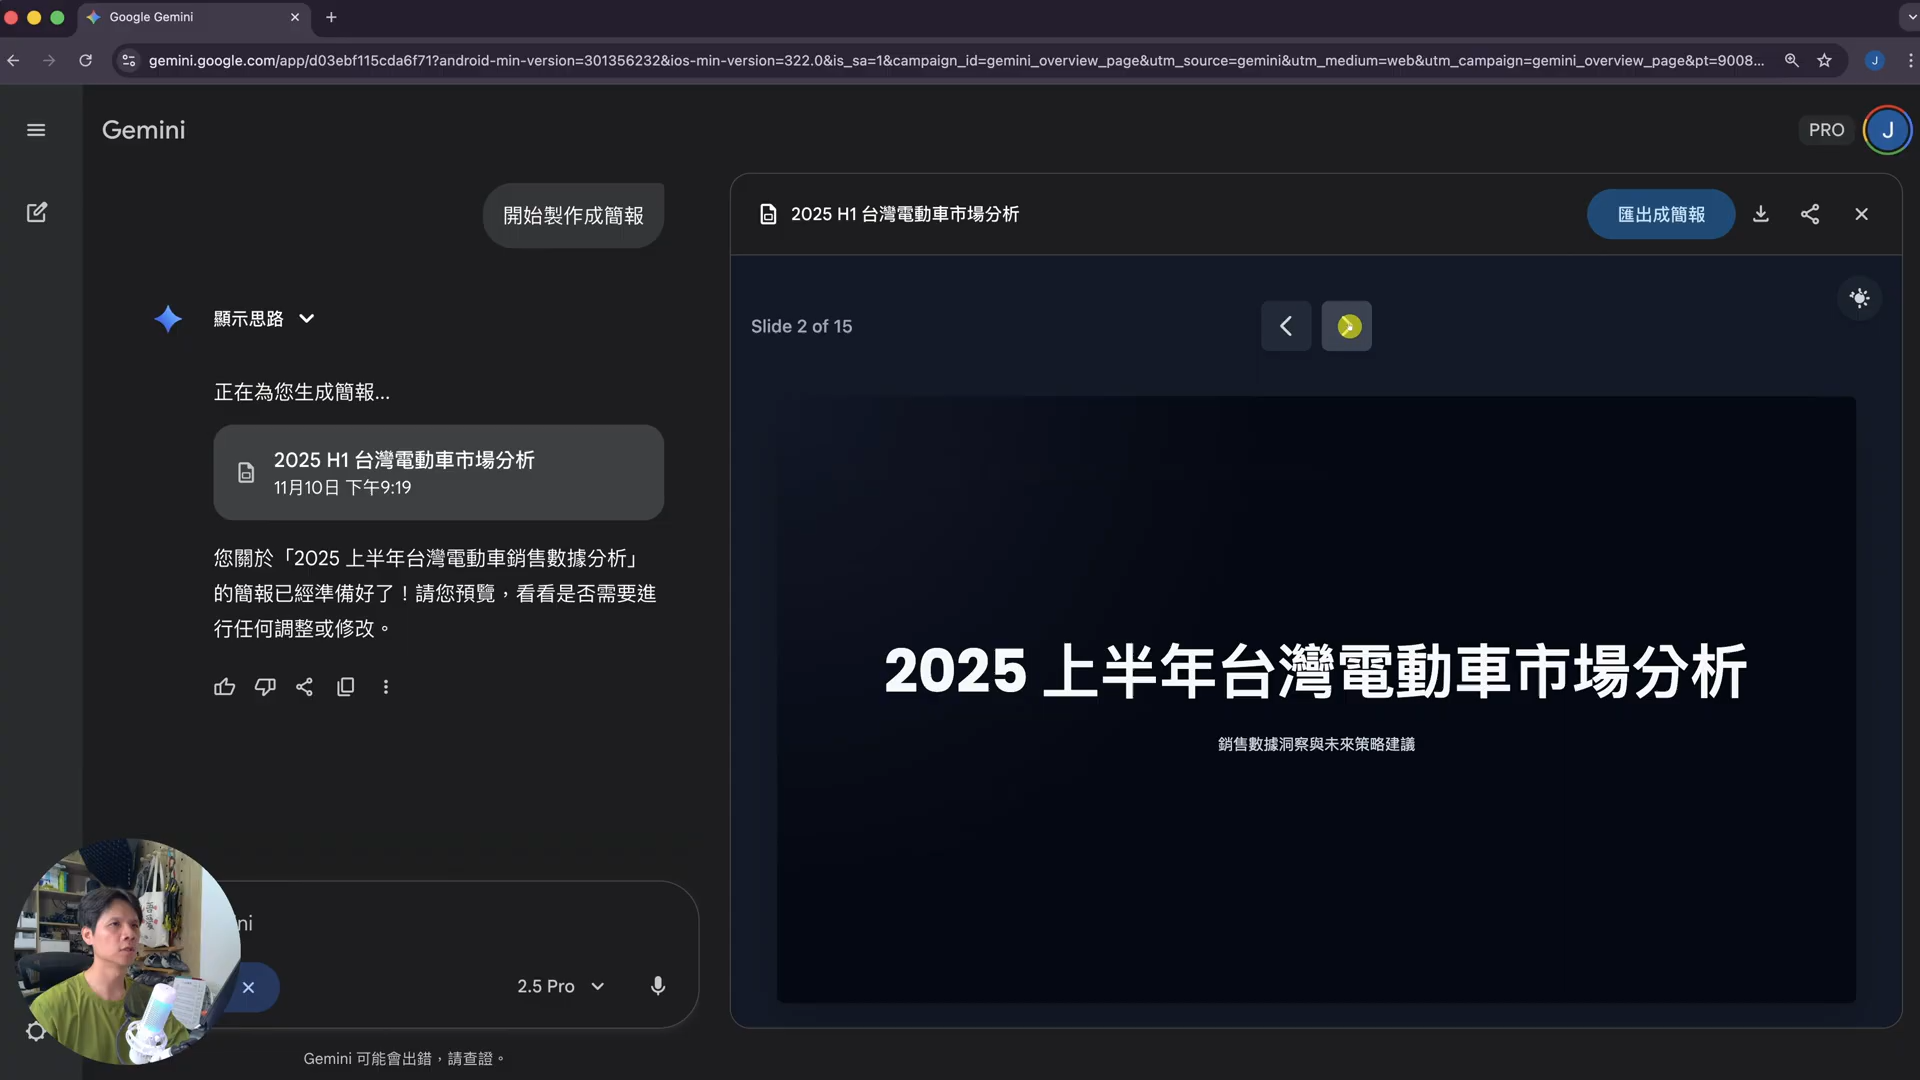 Google Gemini
gemini.google.com/app/d03ebf115cda6f71?android-min-version=301356232&ios-min-version=322.0&is_sa=1&campaign_id=gemini_overview_page&utm_source=gemini&utm_medium=web&utm_campaign=gemini_overview_page&pt=9008...
J
Gemini
PRO
J
開始製作成簡報
顯示思路
正在為您生成簡報...
2025 H1 台灣電動車市場分析
11月10日 下午9:19
您關於「2025 上半年台灣電動車銷售數據分析」
的簡報已經準備好了！請您預覽，看看是否需要進
行任何調整或修改。
ni
2.5 Pro
Gemini 可能會出錯，請查證。
2025 H1 台灣電動車市場分析
匯出成簡報
Slide 2 of 15
2025 上半年台灣電動車市場分析
銷售數據洞察與未來策略建議